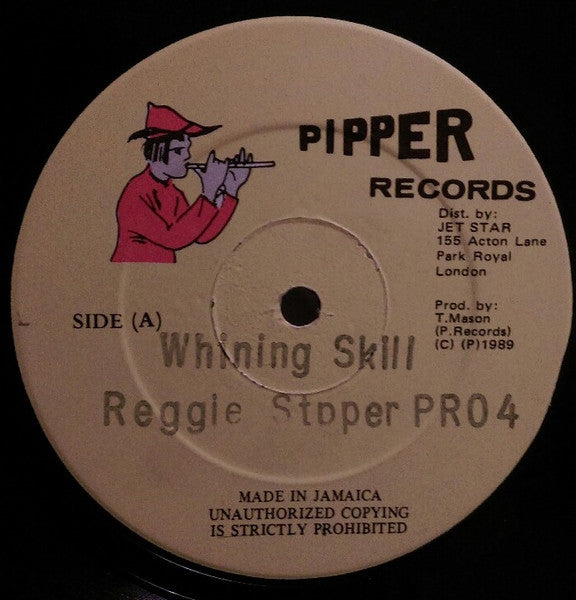 PIPPER
RECORDS
Dist. by:
JET STAR
155 Acton Lane
Park Royal
London
Prod. by:
T.Mason
(P.Records)
(C) (P)1989
SIDE (A)
Whining Skill
Reggie Stpper PR04
MADE IN JAMAICA
UNAUTHORIZED COPYING
IS STRICTLY PROHIBITED